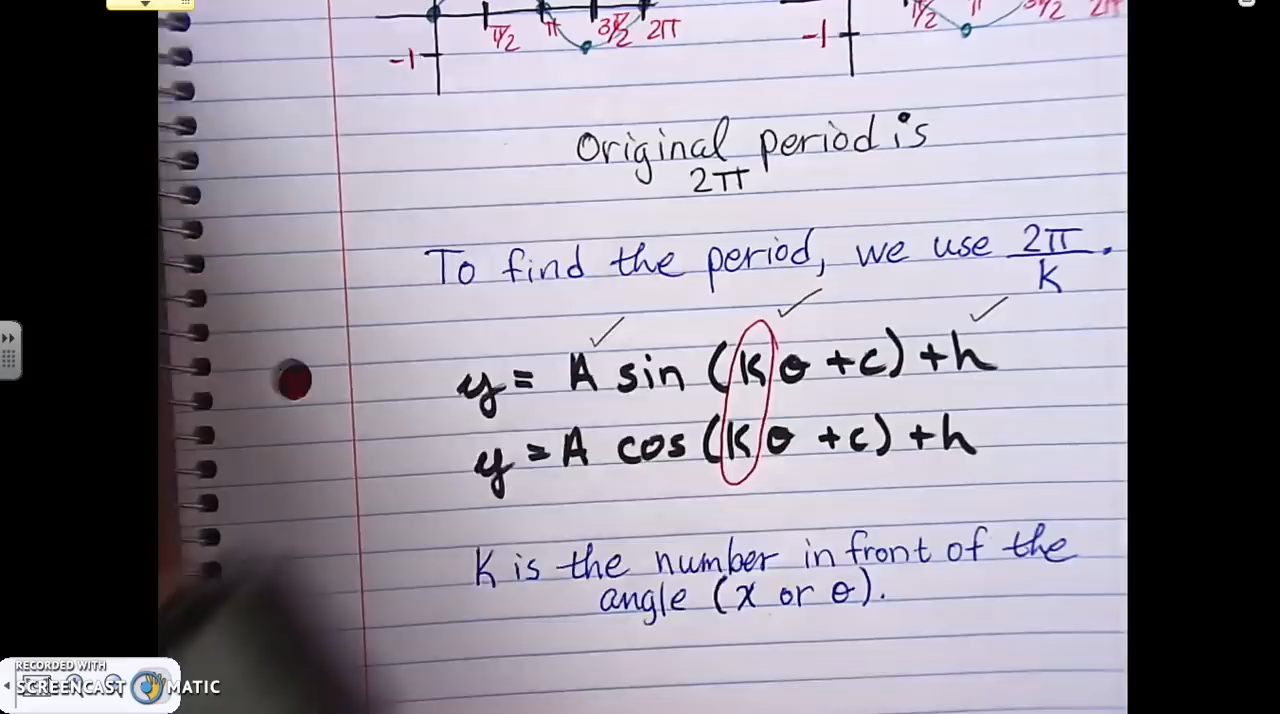 π/2 π 3π/2 2π
-1
π/2 π 3π/2 2π
-1
Original period is
2π
To find the period, we use 2π/K.
y = A sin (Kθ + c) + h
y = A cos (Kθ + c) + h
K is the number in front of the
angle (x or θ).
RECORDED WITH
SCREENCAST MATIC